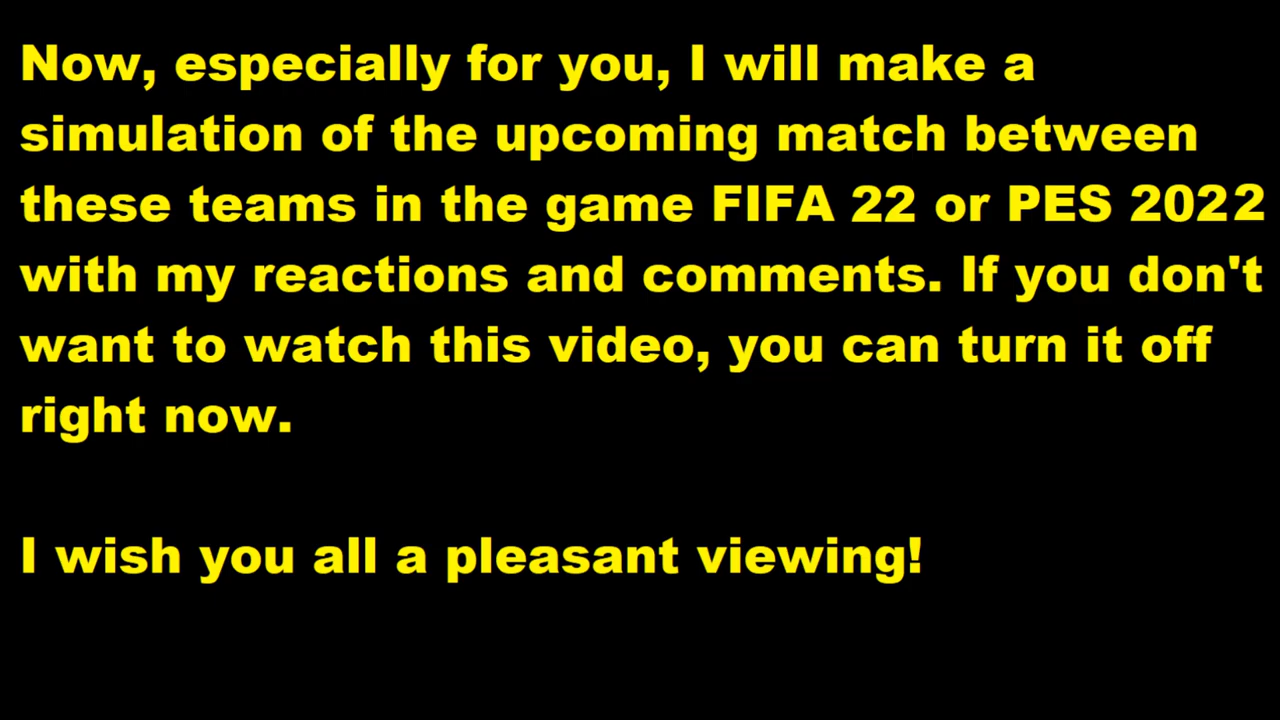 Now, especially for you, I will make a
simulation of the upcoming match between
these teams in the game FIFA 22 or PES 2022
with my reactions and comments. If you don't
want to watch this video, you can turn it off
right now.
I wish you all a pleasant viewing!